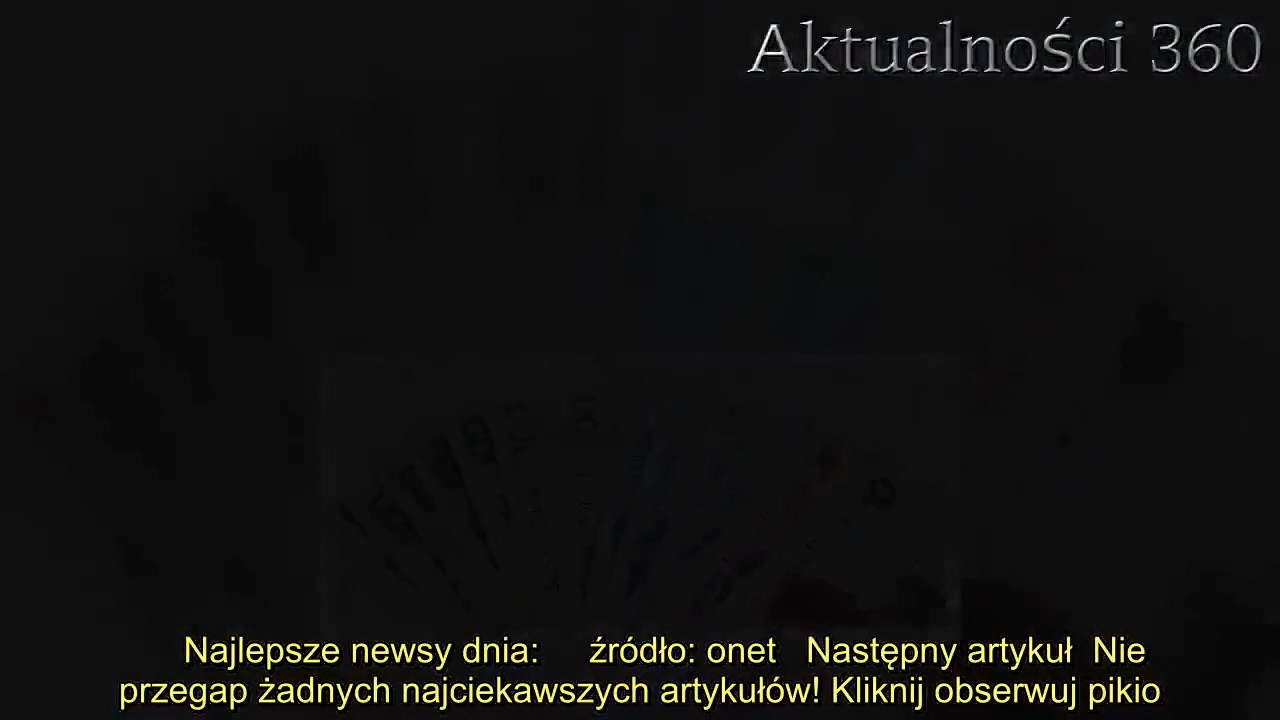 Aktualności 360
Najlepsze newsy dnia: źródło: onet Następny artykuł Nie
przegap żadnych najciekawszych artykułów! Kliknij obserwuj pikio